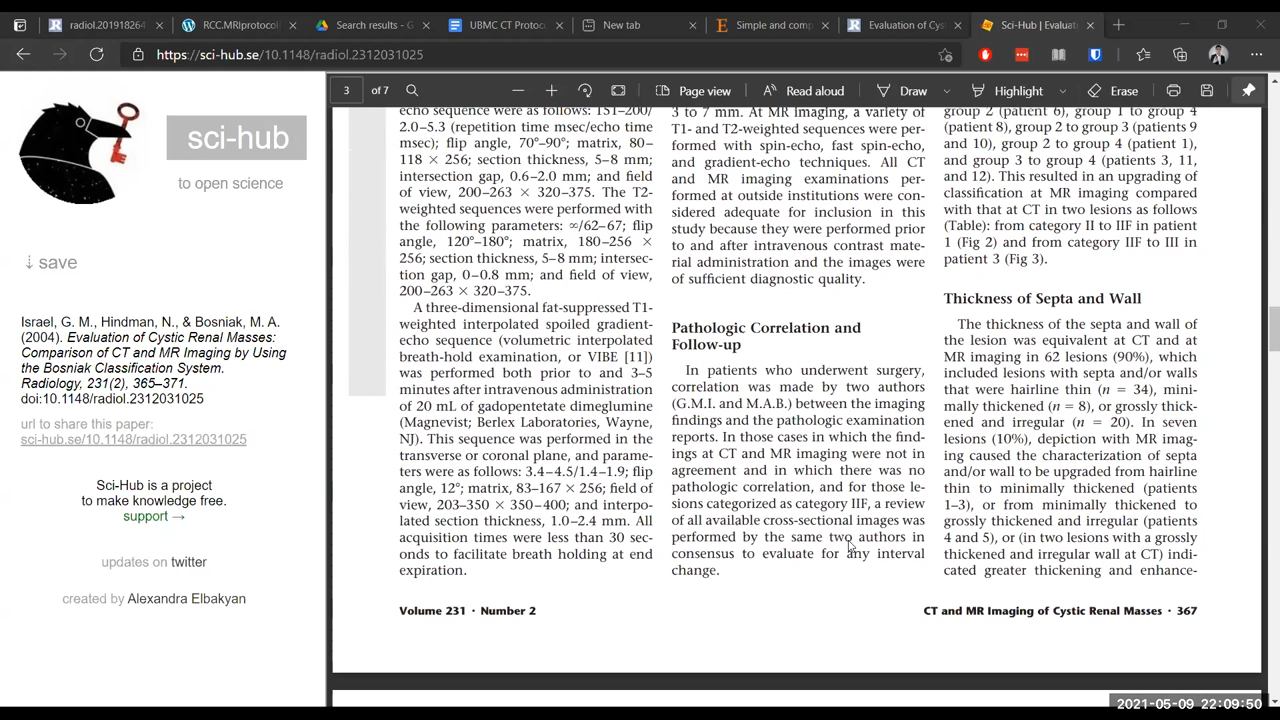 radiol.201918264
RCC.MRIprotocol
Search results - G
UBMC CT Protoc
New tab
Simple and comp
Evaluation of Cys
Sci-Hub | Evaluat
https://sci-hub.se/10.1148/radiol.2312031025
3 of 7
Page view
Read aloud
Draw
Highlight
Erase
sci-hub
to open science
↓ save
Israel, G. M., Hindman, N., & Bosniak, M. A.
(2004). Evaluation of Cystic Renal Masses:
Comparison of CT and MR Imaging by Using
the Bosniak Classification System.
Radiology, 231(2), 365–371.
doi:10.1148/radiol.2312031025
url to share this paper:
sci-hub.se/10.1148/radiol.2312031025
Sci-Hub is a project
to make knowledge free.
support →
updates on twitter
created by Alexandra Elbakyan
echo sequence were as follows: 151–200/
2.0–5.3 (repetition time msec/echo time
msec); flip angle, 70°–90°; matrix, 80–
118 × 256; section thickness, 5–8 mm;
intersection gap, 0.6–2.0 mm; and field
of view, 200–263 × 320–375. The T2-
weighted sequences were performed with
the following parameters: ∞/62–67; flip
angle, 120°–180°; matrix, 180–256 ×
256; section thickness, 5–8 mm; intersec-
tion gap, 0–0.8 mm; and field of view,
200–263 × 320–375.
A three-dimensional fat-suppressed T1-
weighted interpolated spoiled gradient-
echo sequence (volumetric interpolated
breath-hold examination, or VIBE [11])
was performed both prior to and 3–5
minutes after intravenous administration
of 20 mL of gadopentetate dimeglumine
(Magnevist; Berlex Laboratories, Wayne,
NJ). This sequence was performed in the
transverse or coronal plane, and parame-
ters were as follows: 3.4–4.5/1.4–1.9; flip
angle, 12°; matrix, 83–167 × 256; field of
view, 203–350 × 350–400; and interpo-
lated section thickness, 1.0–2.4 mm. All
acquisition times were less than 30 sec-
onds to facilitate breath holding at end
expiration.
3 to 7 mm. At MR Imaging, a variety of
T1- and T2-weighted sequences were per-
formed with spin-echo, fast spin-echo,
and gradient-echo techniques. All CT
and MR imaging examinations per-
formed at outside institutions were con-
sidered adequate for inclusion in this
study because they were performed prior
to and after intravenous contrast mate-
rial administration and the images were
of sufficient diagnostic quality.
Pathologic Correlation and
Follow-up
In patients who underwent surgery,
correlation was made by two authors
(G.M.I. and M.A.B.) between the imaging
findings and the pathologic examination
reports. In those cases in which the find-
ings at CT and MR imaging were not in
agreement and in which there was no
pathologic correlation, and for those le-
sions categorized as category IIF, a review
of all available cross-sectional images was
performed by the same two authors in
consensus to evaluate for any interval
change.
group 2 (patient 6), group 1 to group 4
(patient 8), group 2 to group 3 (patients 9
and 10), group 2 to group 4 (patient 1),
and group 3 to group 4 (patients 3, 11,
and 12). This resulted in an upgrading of
classification at MR imaging compared
with that at CT in two lesions as follows
(Table): from category II to IIF in patient
1 (Fig 2) and from category IIF to III in
patient 3 (Fig 3).
Thickness of Septa and Wall
The thickness of the septa and wall of
the lesion was equivalent at CT and at
MR imaging in 62 lesions (90%), which
included lesions with septa and/or walls
that were hairline thin (n = 34), mini-
mally thickened (n = 8), or grossly thick-
ened and irregular (n = 20). In seven
lesions (10%), depiction with MR imag-
ing caused the characterization of septa
and/or wall to be upgraded from hairline
thin to minimally thickened (patients
1–3), or from minimally thickened to
grossly thickened and irregular (patients
4 and 5), or (in two lesions with a grossly
thickened and irregular wall at CT) indi-
cated greater thickening and enhance-
Volume 231 · Number 2
CT and MR Imaging of Cystic Renal Masses · 367
2021-05-09 22:09:50